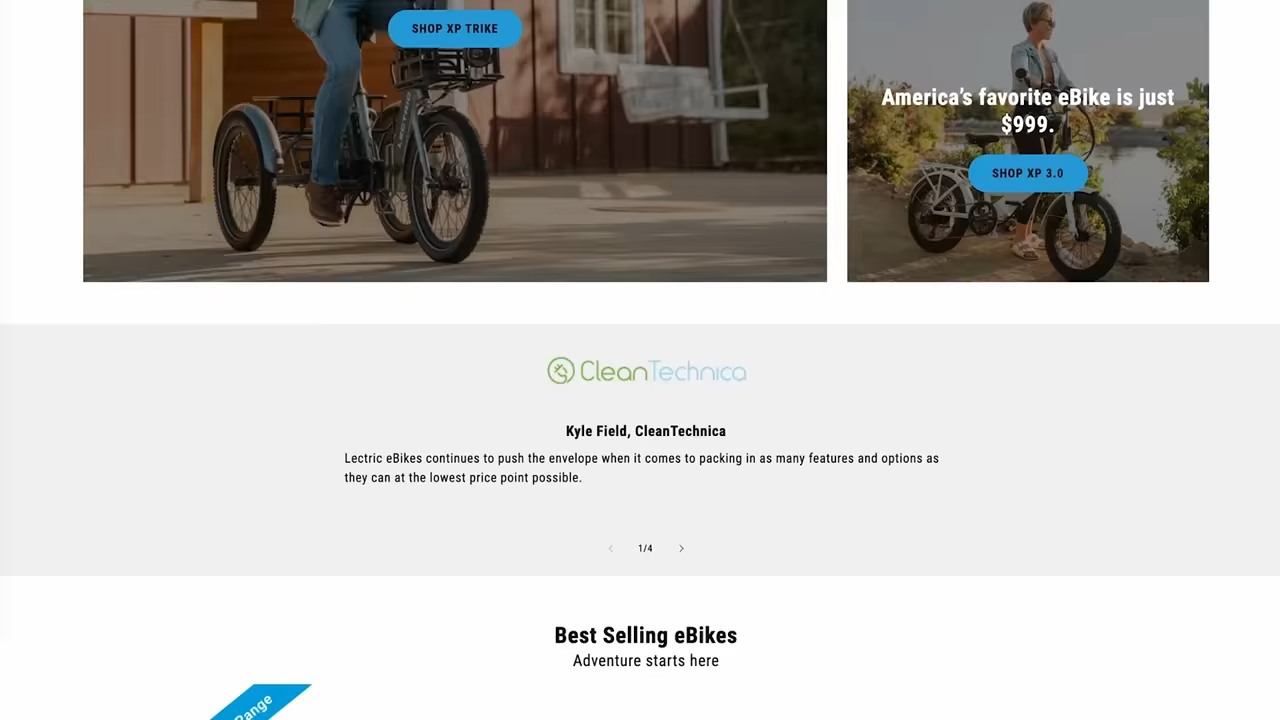 SHOP XP TRIKE
America's favorite eBike is just
$999.
SHOP XP 3.0
CleanTechnica
Kyle Field, CleanTechnica
Lectric eBikes continues to push the envelope when it comes to packing in as many features and options as
they can at the lowest price point possible.
1/4
Best Selling eBikes
Adventure starts here
Range